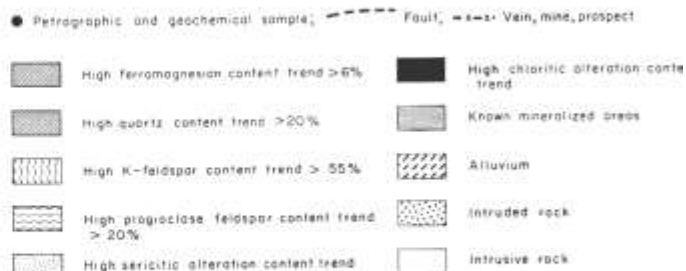 Petrographic and geochemical sample; Fault; Vein, mine, prospect
High ferromagnesian content trend >6%
High chloritic alteration conte
trend
High quartz content trend >20%
Known mineralized areas
High K-feldspar content trend > 55%
Alluvium
High plagioclase feldspar content trend
> 20%
Intruded rock
High sericitic alteration content trend
Intrusive rock